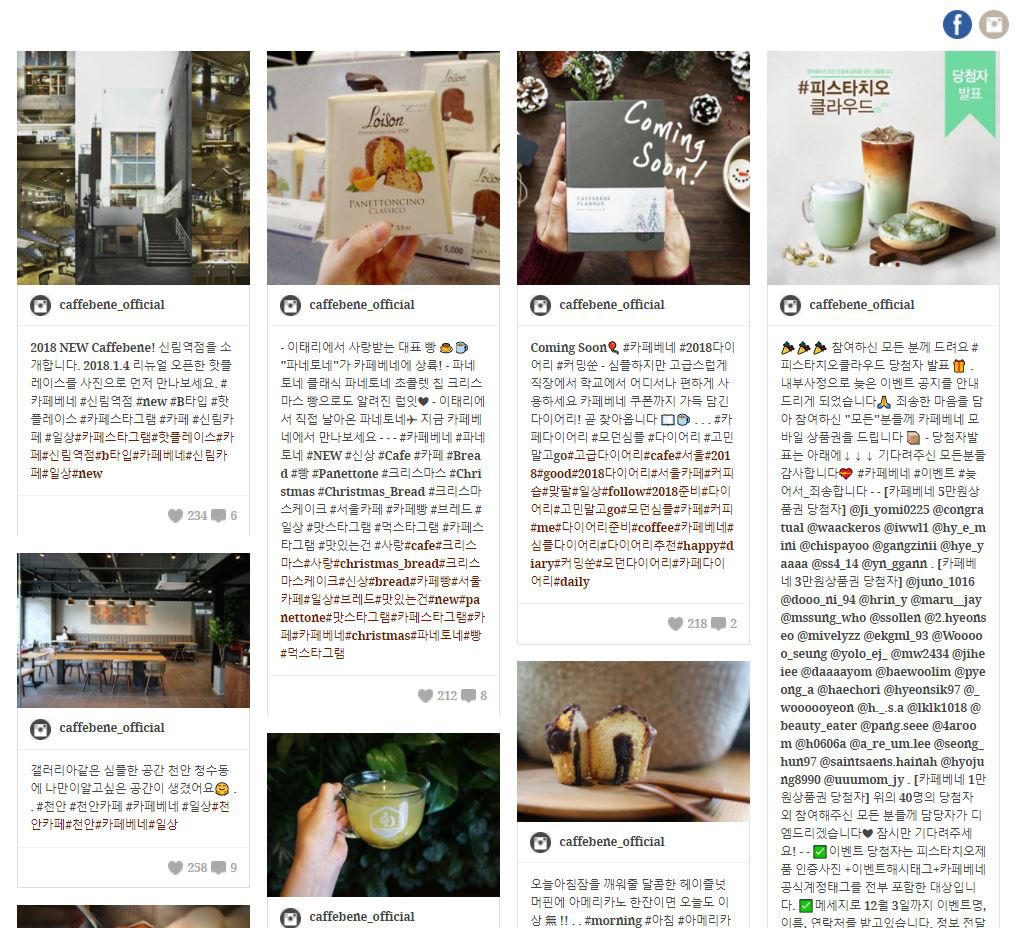 Loison
PANETTONCINO
CLASSICO
5,000
caffebene_official
2018 NEW Caffebene! 신림역점을 소
개합니다. 2018.1.4 리뉴얼 오픈한 핫플
레이스를 사진으로 먼저 만나보세요. #
카페베네 #신림역점 #new #B타입 #핫
플레이스 #카페스타그램 #카페 #신림카
페 #일상#카페스타그램#핫플레이스#카
페#신림역점#b타입#카페베네#신림카
페#일상#new
234 6
caffebene_official
갤러리아같은 심플한 공간 천안 청수동
에 나만이알고싶은 공간이 생겼어요😋 .
. #천안 #천안카페 #카페베네 #일상#천
안카페#천안#카페베네#일상
258 9
caffebene_official
- 이태리에서 사랑받는 대표 빵 🍮☕
"파네토네"가 카페베네에 상륙! - 파네
토네 클래식 파네토네 초콜렛 칩 크리스
마스 빵으로도 알려진 럽잇♥ - 이태리에
서 직접 날아온 파네토네✈ 지금 카페베
네에서 만나보세요 - - - #카페베네 #파네
토네 #NEW #신상 #Cafe #카페 #Brea
d #빵 #Panettone #크리스마스 #Chri
stmas #Christmas_Bread #크리스마
스케이크 #서울카페 #카페빵 #브레드 #
일상 #맛스타그램 #먹스타그램 #카페스
타그램 #맛있는건 #사랑#cafe#크리스
마스#사랑#christmas_bread#크리스
마스케이크#신상#bread#카페빵#서울
카페#일상#브레드#맛있는건#new#pa
nettone#맛스타그램#카페스타그램#카
페#카페베네#christmas#파네토네#빵
#먹스타그램
212 8
caffebene_official
Coming
Soon!
CAFFEBENE
PLANNER
caffebene_official
Coming Soon🎈 #카페베네 #2018다이
어리 #커밍쑨 - 심플하지만 고급스럽게
직장에서 학교에서 어디서나 편하게 사
용하세요 카페베네 쿠폰까지 가득 담긴
다이어리! 곧 찾아옵니다 📖☕ . . . #카
페다이어리 #모던심플 #다이어리 #고민
말고go#고급다이어리#cafe#서울#201
8#good#2018다이어리#서울카페#커피
숍#맞팔#일상#follow#2018준비#다이
어리#고민말고go#모던심플#카페#커피
#me#다이어리준비#coffee#카페베네#
심플다이어리#다이어리추천#happy#d
iary#커밍쑨#모던다이어리#카페다이
어리#daily
218 2
caffebene_official
오늘아침잠을 깨워줄 달콤한 헤이즐넛
머핀에 아메리카노 한잔이면 오늘도 이
상 無 !! . . #morning #아침 #아메리카
#피스타치오
클라우드
당첨자
발표
caffebene_official
🎉🎉🎉 참여하신 모든 분께 드려요 #
피스타치오클라우드 당첨자 발표 🎁 .
내부사정으로 늦은 이벤트 공지를 안내
드리게 되었습니다🙏 죄송한 마음을 담
아 참여하신 "모든"분들께 카페베네 모
바일 상품권을 드립니다 📦 - 당첨자발
표는 아래에↓ ↓ ↓ 기다려주신 모든분들
감사합니다💝 #카페베네 #이벤트 #늦
어서_죄송합니다 - - [카페베네 5만원상
품권 당첨자] @Ji_yomi0225 @congra
tual @waackeros @iwwl1 @hy_e_m
ini @chispayoo @gangzinii @hye_y
aaaa @ss4_14 @yn_ggann . [카페베
네 3만원상품권 당첨자] @juno_1016
@dooo_ni_94 @hrin_y @maru__jay
@mssung_who @ssollen @2.hyeons
eo @mivelyzz @ekgml_93 @Woooo
o_seung @yolo_ej_ @mw2434 @jihe
iee @daaaayom @baewoolim @pye
ong_a @haechori @hyeonsik97 @_
woooooyeon @h._.s.a @lklk1018 @
beauty_eater @pang.seee @4aroo
m @h0606a @a_re_um.lee @seong_
hun97 @saintsaens.hainah @hyoju
ng8990 @uuumom_jy . [카페베네 1만
원상품권 당첨자] 위의 40명의 당첨자
외 참여해주신 모든 분들께 담당자가 디
엠드리겠습니다♥ 잠시만 기다려주세
요! - - ✅ 이벤트 당첨자는 피스타치오제
품 인증사진 +이벤트해시태그+카페베네
공식계정태그를 전부 포함한 대상입니
다. ✅ 메세지로 12월 3일까지 이벤트명,
이름, 연락처를 받고있습니다. 정보 전달